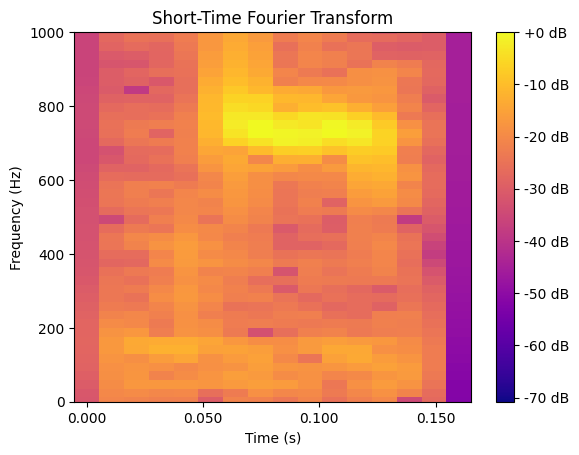 Short-Time Fourier Transform
1000
800
600
400
200
0
Frequency (Hz)
0.000
0.050
0.100
0.150
Time (s)
+0 dB
-10 dB
-20 dB
-30 dB
-40 dB
-50 dB
-60 dB
-70 dB